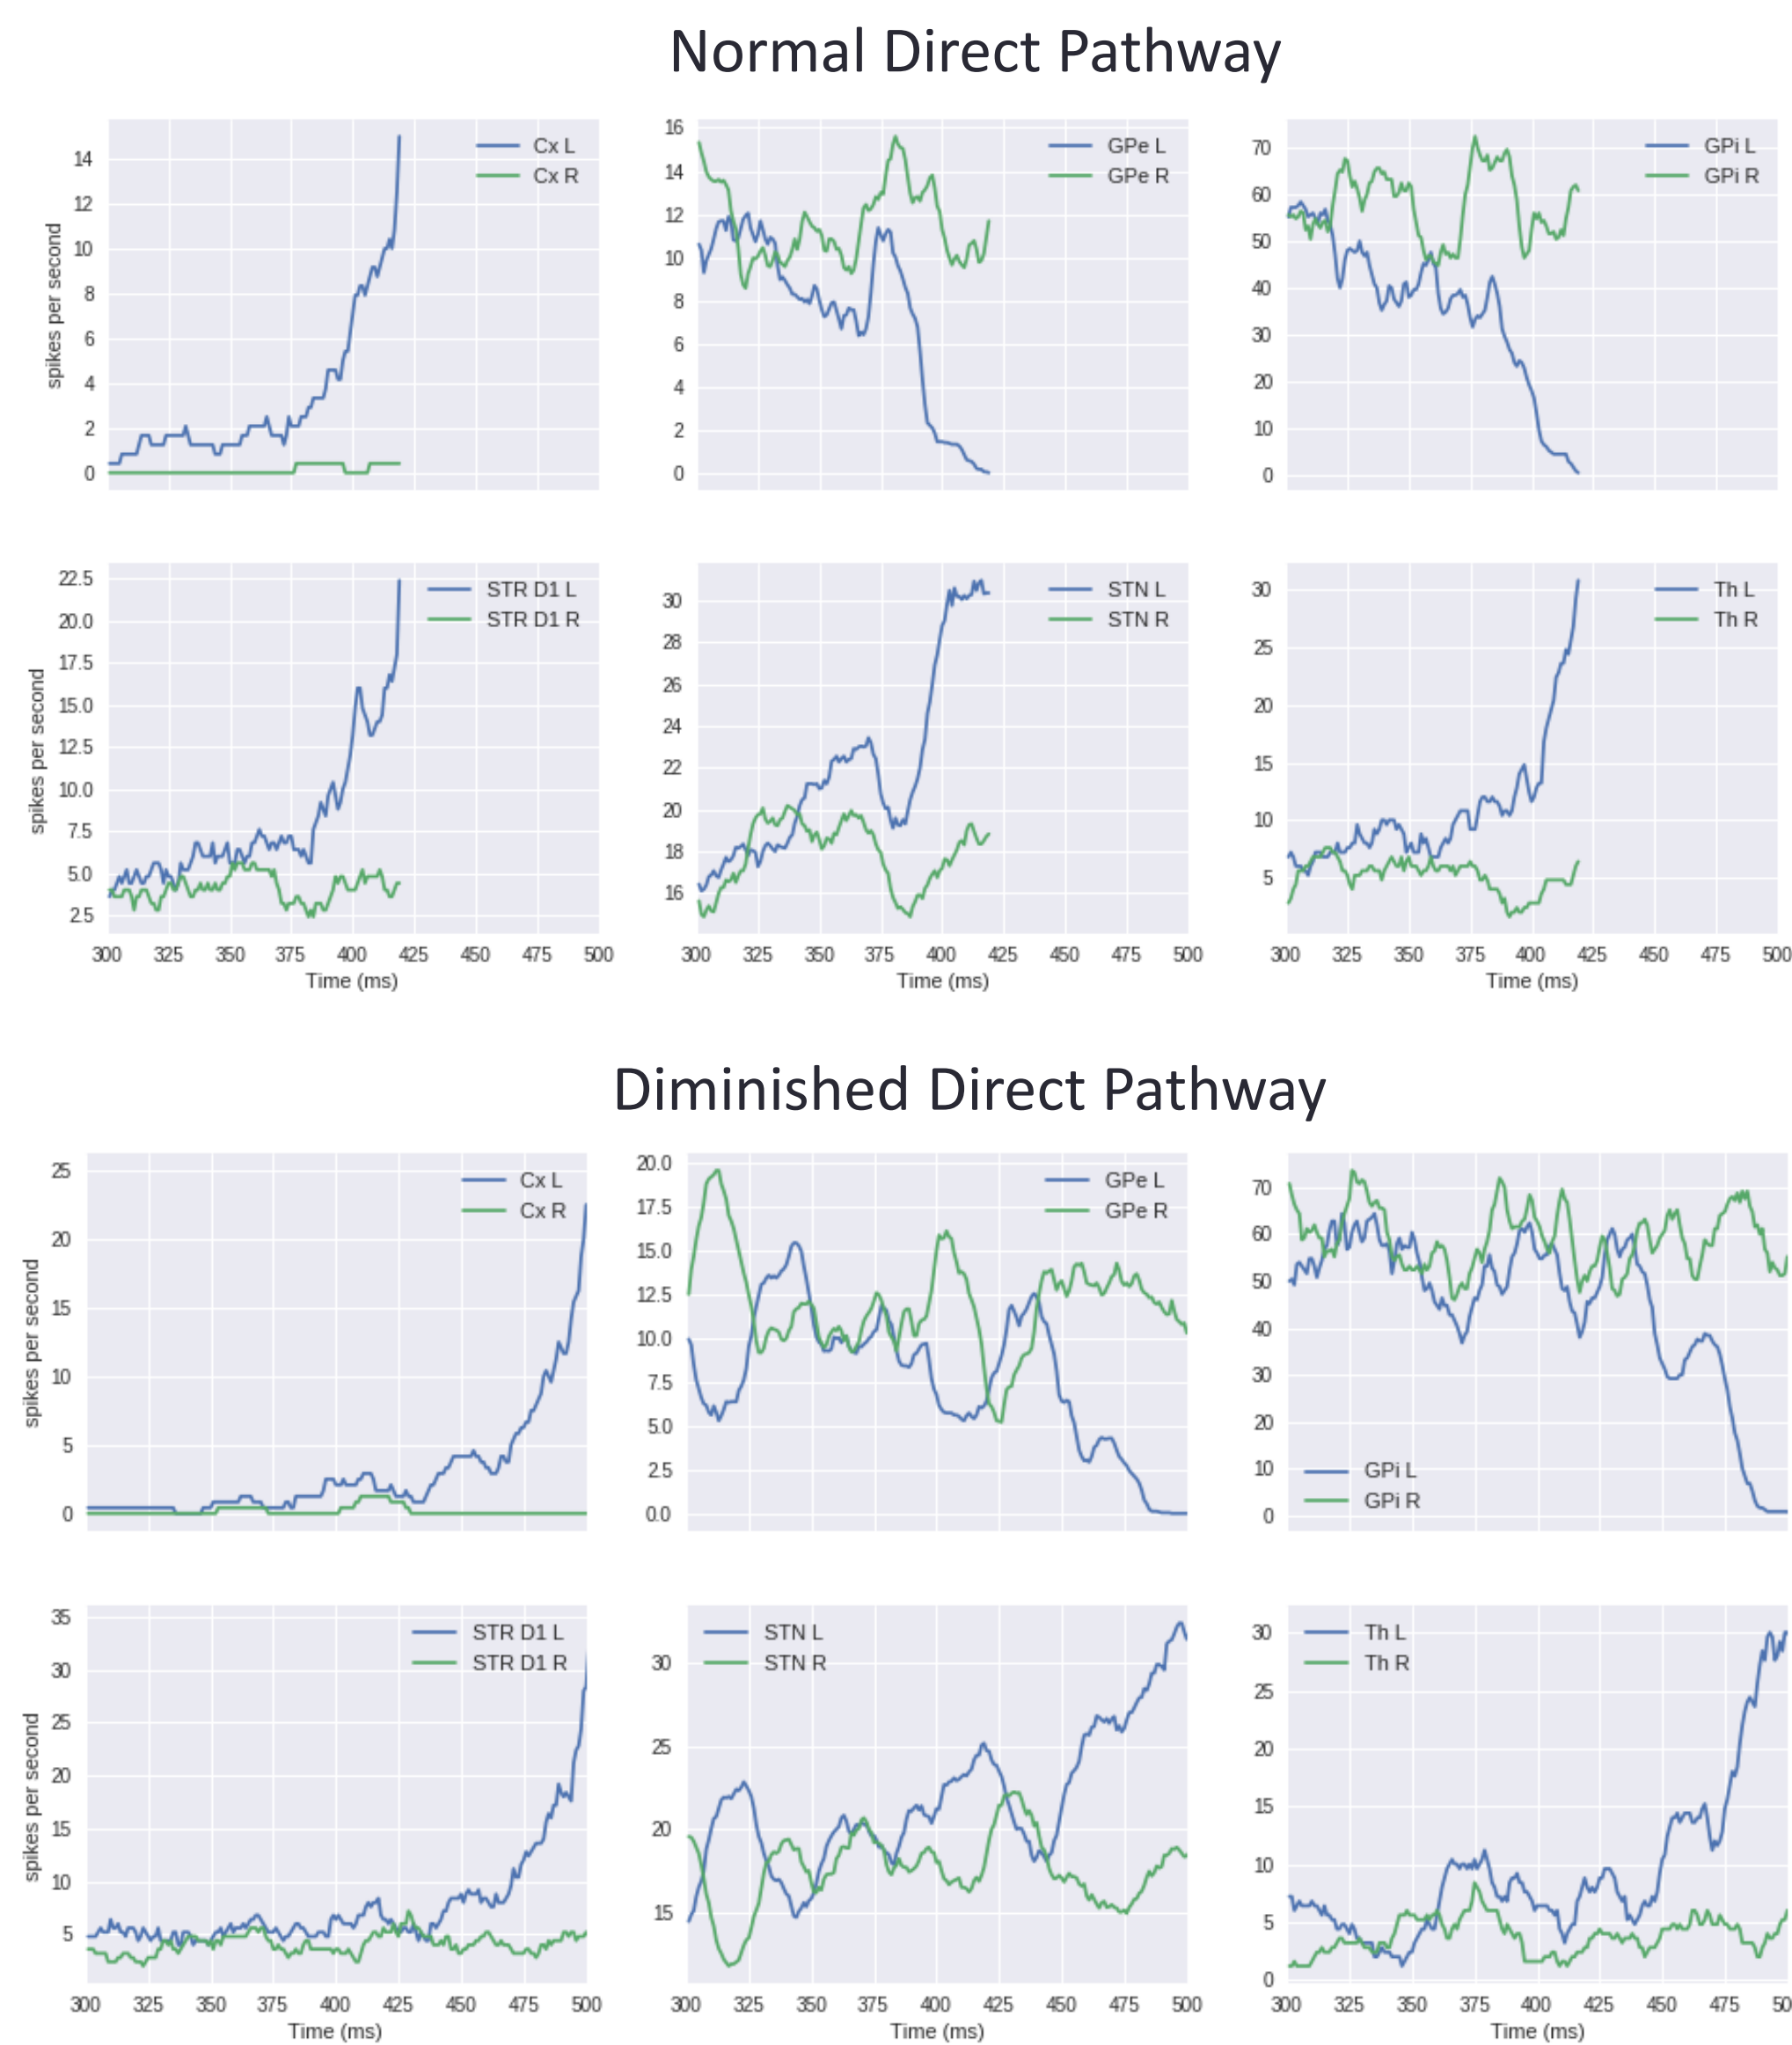 Normal Direct Pathway
spikes per second
14
12
10
8
6
4
2
0
Cx L
Cx R
16
14
12
10
8
6
4
2
0
GPe L
GPe R
70
60
50
40
30
20
10
0
GPi L
GPi R
spikes per second
22.5
20.0
17.5
15.0
12.5
10.0
7.5
5.0
2.5
STR D1 L
STR D1 R
300 325 350 375 400 425 450 475 500
Time (ms)
30
28
26
24
22
20
18
16
STN L
STN R
300 325 350 375 400 425 450 475 500
Time (ms)
30
25
20
15
10
5
Th L
Th R
300 325 350 375 400 425 450 475 500
Time (ms)
Diminished Direct Pathway
spikes per second
25
20
15
10
5
0
Cx L
Cx R
20.0
17.5
15.0
12.5
10.0
7.5
5.0
2.5
0.0
GPe L
GPe R
70
60
50
40
30
20
10
0
GPi L
GPi R
spikes per second
35
30
25
20
15
10
5
STR D1 L
STR D1 R
300 325 350 375 400 425 450 475 500
Time (ms)
30
25
20
15
STN L
STN R
300 325 350 375 400 425 450 475 500
Time (ms)
30
25
20
15
10
5
0
Th L
Th R
300 325 350 375 400 425 450 475 50
Time (ms)